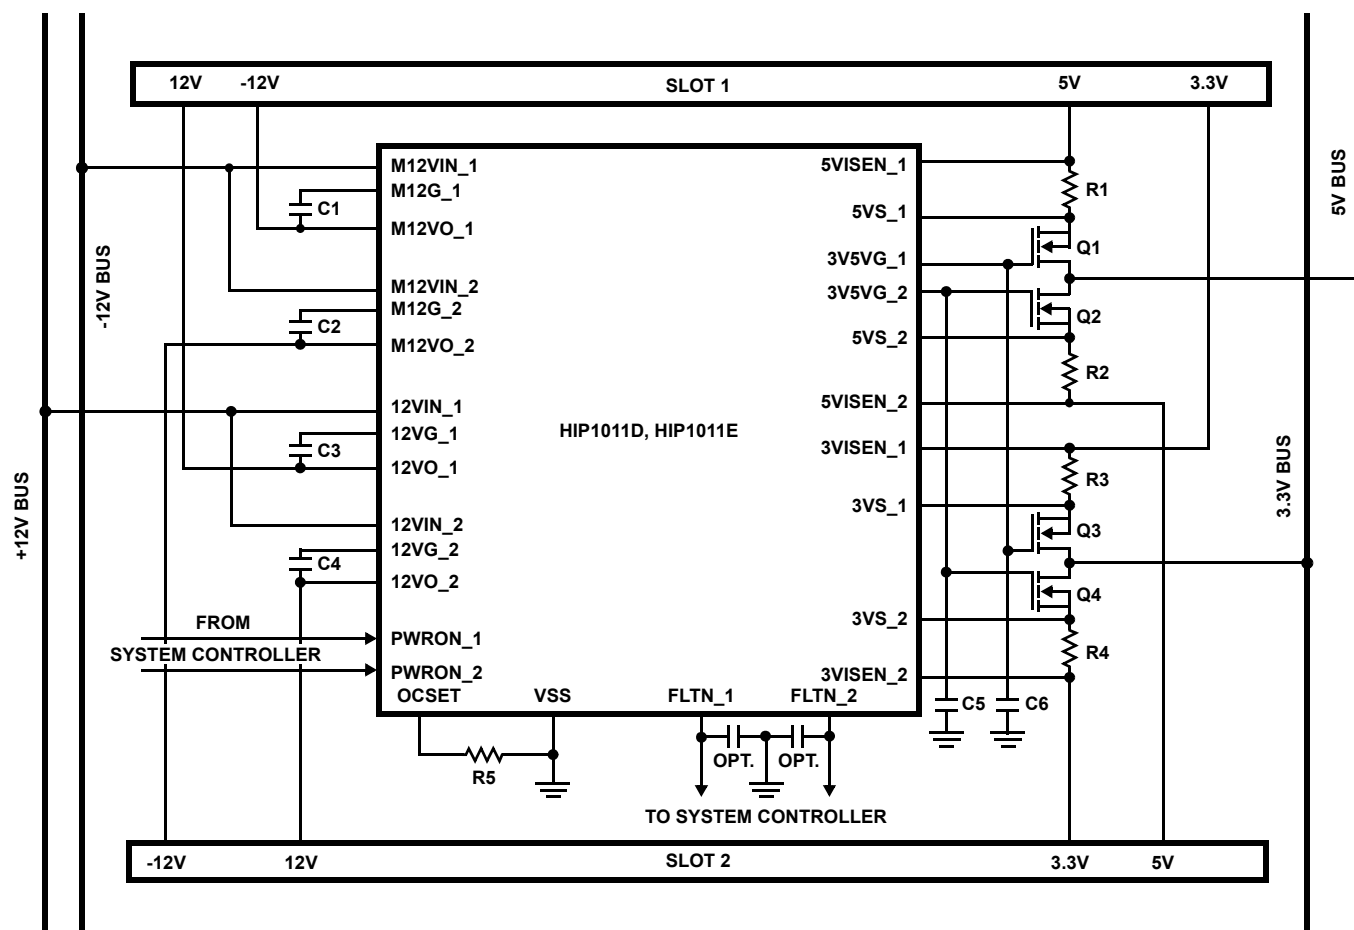 12V
-12V
SLOT 1
5V
3.3V
M12VIN_1
M12G_1
C1
M12VO_1
M12VIN_2
M12G_2
C2
M12VO_2
12VIN_1
12VG_1
C3
12VO_1
12VIN_2
12VG_2
C4
12VO_2
FROM
SYSTEM CONTROLLER
PWRON_1
PWRON_2
OCSET
VSS
FLTN_1
FLTN_2
HIP1011D, HIP1011E
5VISEN_1
5VS_1
3V5VG_1
3V5VG_2
5VS_2
5VISEN_2
3VISEN_1
3VS_1
3VS_2
3VISEN_2
R1
Q1
Q2
R2
R3
Q3
Q4
R4
C5
C6
R5
OPT.
OPT.
TO SYSTEM CONTROLLER
-12V BUS
+12V BUS
5V BUS
3.3V BUS
-12V
12V
SLOT 2
3.3V
5V